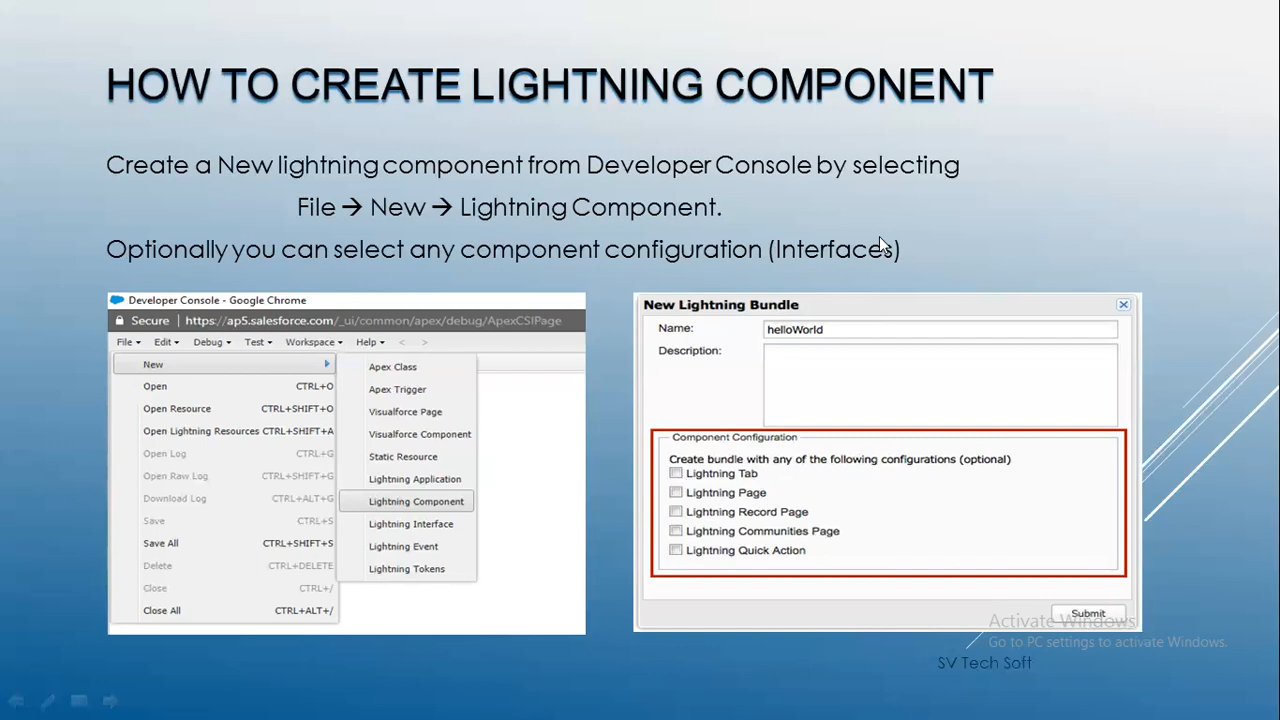 HOW TO CREATE LIGHTNING COMPONENT
Create a New lightning component from Developer Console by selecting
File → New → Lightning Component.
Optionally you can select any component configuration (Interfaces)
Developer Console - Google Chrome
Secure | https://ap5.salesforce.com/_ui/common/apex/debug/ApexCSIPage
File Edit Debug Test Workspace Help < >
New
Open CTRL+O
Open Resource CTRL+SHIFT+O
Open Lightning Resources CTRL+SHIFT+A
Open Log CTRL+G
Open Raw Log CTRL+SHIFT+G
Download Log CTRL+ALT+G
Save CTRL+S
Save All CTRL+SHIFT+S
Delete CTRL+DELETE
Close CTRL+/
Close All CTRL+ALT+/
Apex Class
Apex Trigger
Visualforce Page
Visualforce Component
Static Resource
Lightning Application
Lightning Component
Lightning Interface
Lightning Event
Lightning Tokens
New Lightning Bundle
Name: helloWorld
Description:
Component Configuration
Create bundle with any of the following configurations (optional)
Lightning Tab
Lightning Page
Lightning Record Page
Lightning Communities Page
Lightning Quick Action
Submit
Activate Windows
Go to PC settings to activate Windows.
SV Tech Soft